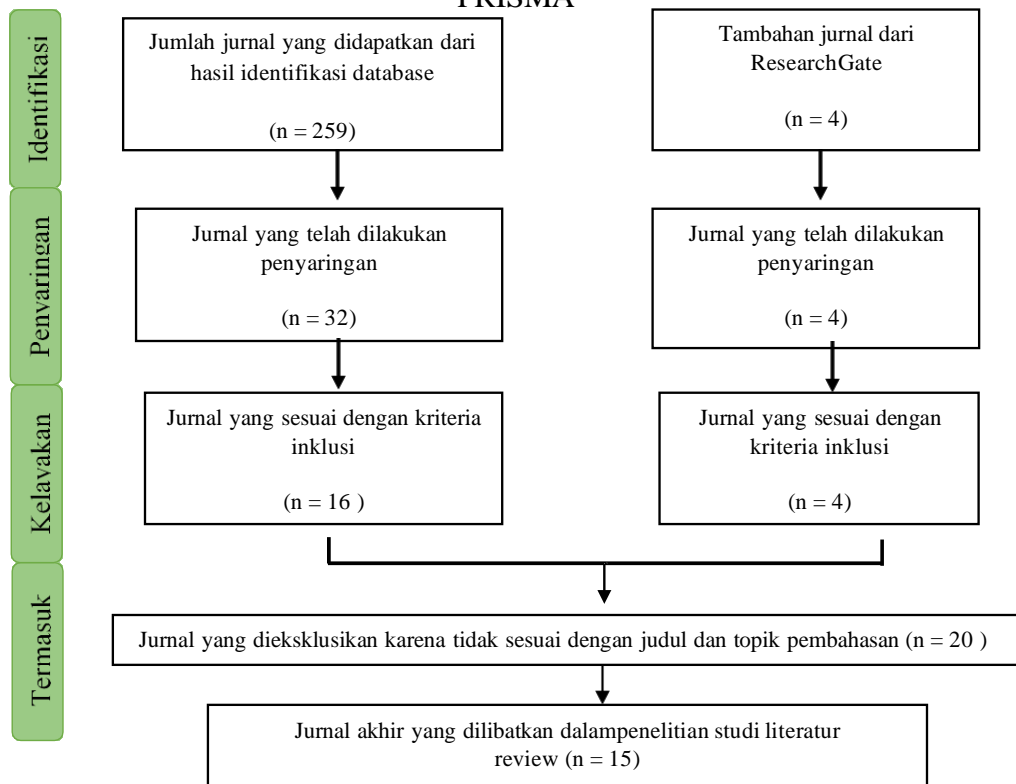 PRISMA
Identifikasi
Jumlah jurnal yang didapatkan dari
hasil identifikasi database
(n = 259)
Tambahan jurnal dari
ResearchGate
(n = 4)
Penyaringan
Jurnal yang telah dilakukan
penyaringan
(n = 32)
Jurnal yang telah dilakukan
penyaringan
(n = 4)
Kelayakan
Jurnal yang sesuai dengan kriteria
inklusi
(n = 16 )
Jurnal yang sesuai dengan
kriteria inklusi
(n = 4)
Termasuk
Jurnal yang dieksklusikan karena tidak sesuai dengan judul dan topik pembahasan (n = 20 )
Jurnal akhir yang dilibatkan dalampenelitian studi literatur
review (n = 15)